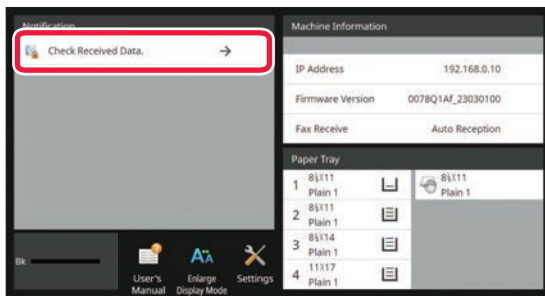 Notification
Check Received Data.
Bk
User's
Manual
Enlarge
Display Mode
Settings
Machine Information
IP Address 192.168.0.10
Firmware Version 0078Q1Af_23030100
Fax Receive Auto Reception
Paper Tray
1 8½X11
Plain 1
2 8½X11
Plain 1
3 8½X14
Plain 1
4 11X17
Plain 1
8½X11
Plain 1